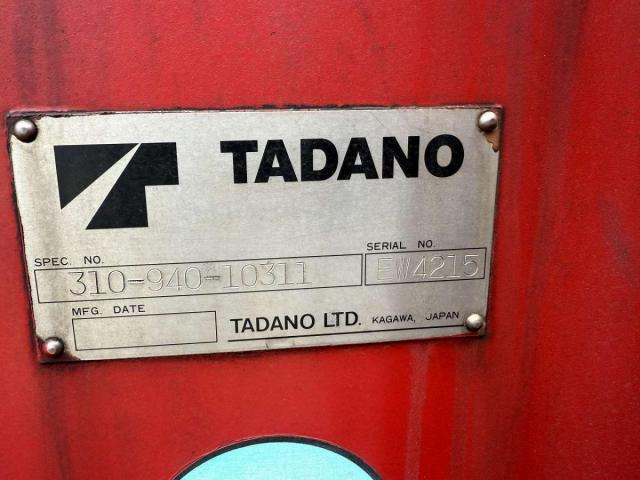 TADANO
SPEC. NO.
SERIAL NO.
310-940-10311
EW4215
MFG. DATE
TADANO LTD. KAGAWA, JAPAN